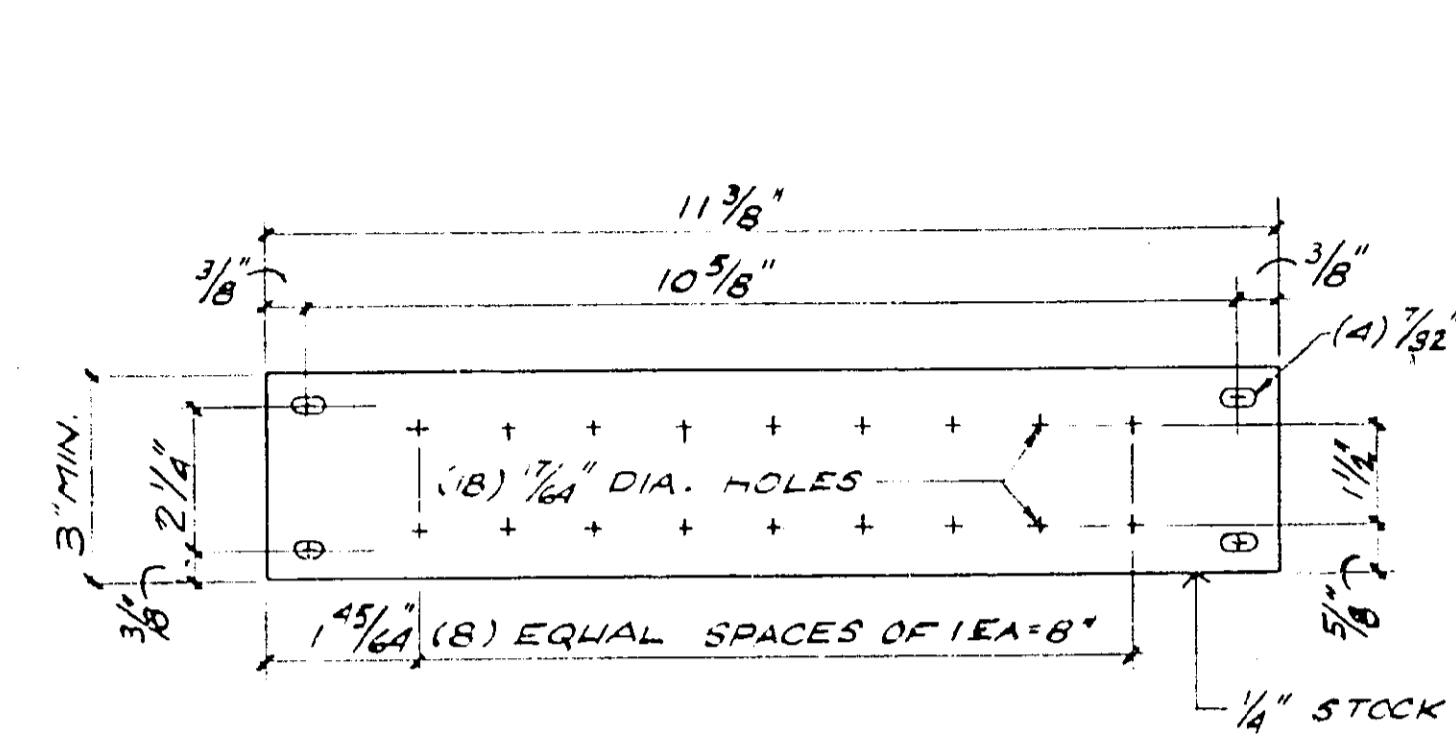 11 3/8"
3/8"
10 5/8"
3/8"
(4) 7/32"
3" MIN.
2 1/4"
(18) 17/64" DIA. HOLES
1 1/2"
3/8"
1 45/64"
(8) EQUAL SPACES OF 1 EA = 8"
5/8"
1/4" STOCK